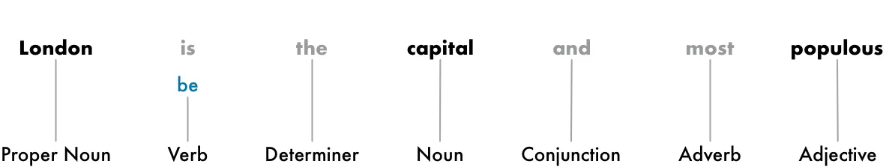 London is the capital and most populous
be
Proper Noun Verb Determiner Noun Conjunction Adverb Adjective